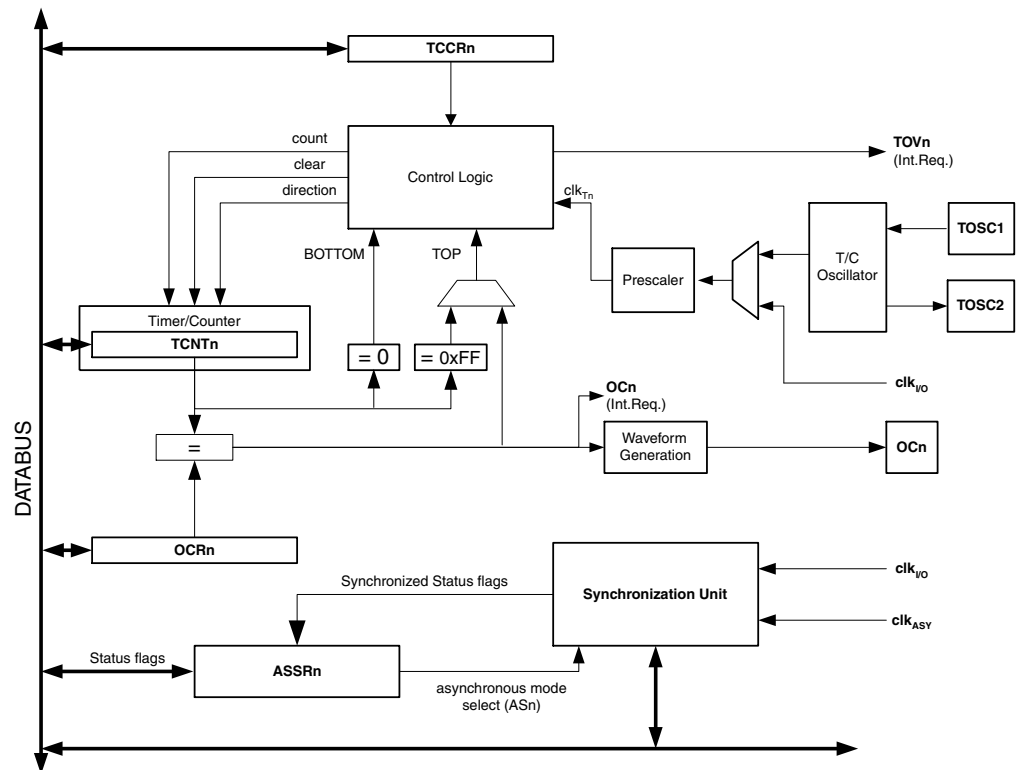 TCCRn
count
clear
direction
Control Logic
TOVn
(Int.Req.)
clkTn
BOTTOM
TOP
Prescaler
T/C
Oscillator
TOSC1
TOSC2
Timer/Counter
TCNTn
= 0
= 0xFF
clkI/O
OCn
(Int.Req.)
=
Waveform
Generation
OCn
DATABUS
OCRn
Synchronized Status flags
Synchronization Unit
clkI/O
clkASY
Status flags
ASSRn
asynchronous mode
select (ASn)